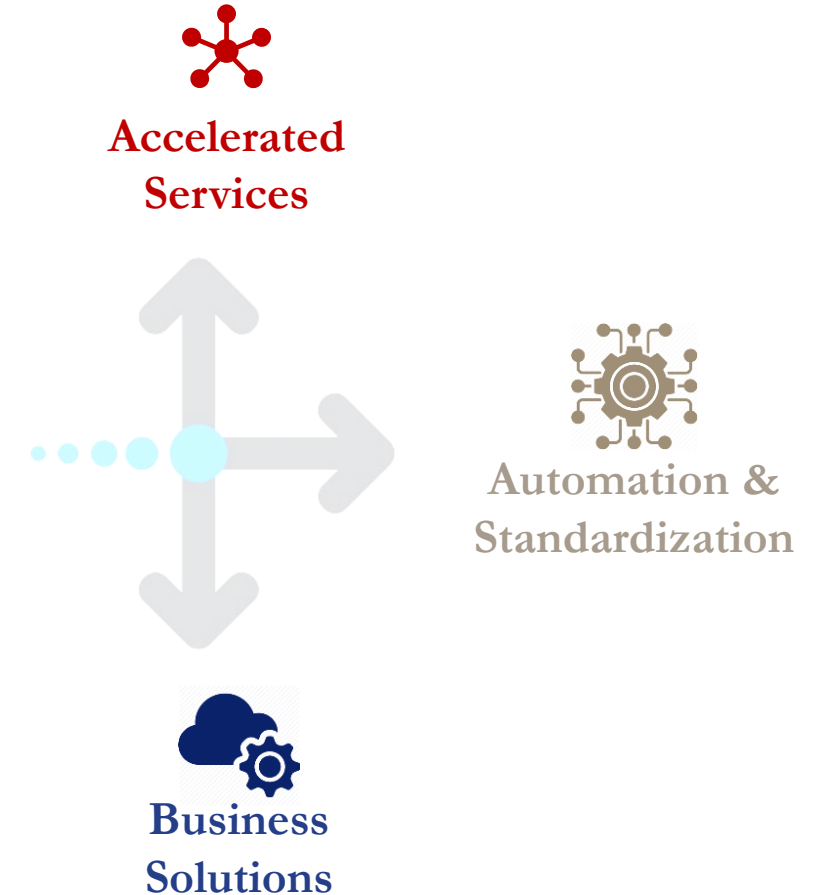 Accelerated
Services
Automation &
Standardization
Business
Solutions